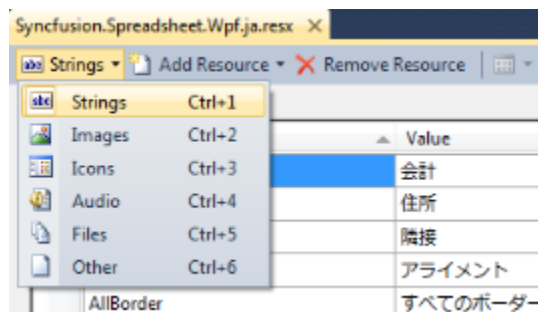 Syncfusion.Spreadsheet.Wpf.ja.resx
Strings Add Resource Remove Resource
Strings Ctrl+1
Images Ctrl+2 Value
Icons Ctrl+3 会計
Audio Ctrl+4 住所
Files Ctrl+5 隣接
Other Ctrl+6 アライメント
AllBorder すべてのボーダー